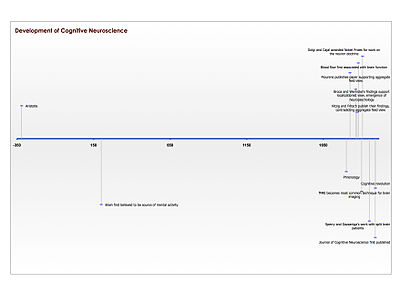 Development of Cognitive Neuroscience
Golgi and Cajal awarded Nobel Prizes for work on
the neuron doctrine
Blood flow first associated with brain function
Flourens publishes paper supporting aggregate
field view
Broca and Wernicke's findings support
localizationist view, emergence of
neuropsychology
Aristotle
Fritsch and Hitzig publish their findings,
contradicting aggregate field view
-350
150
650
1150
1650
Phrenology
Cognitive revolution
fMRI becomes most common technique for brain
imaging
Brain first believed to be source of mental activity
Sperry and Gazzaniga's work with split brain
patients
Journal of Cognitive Neuroscience first published